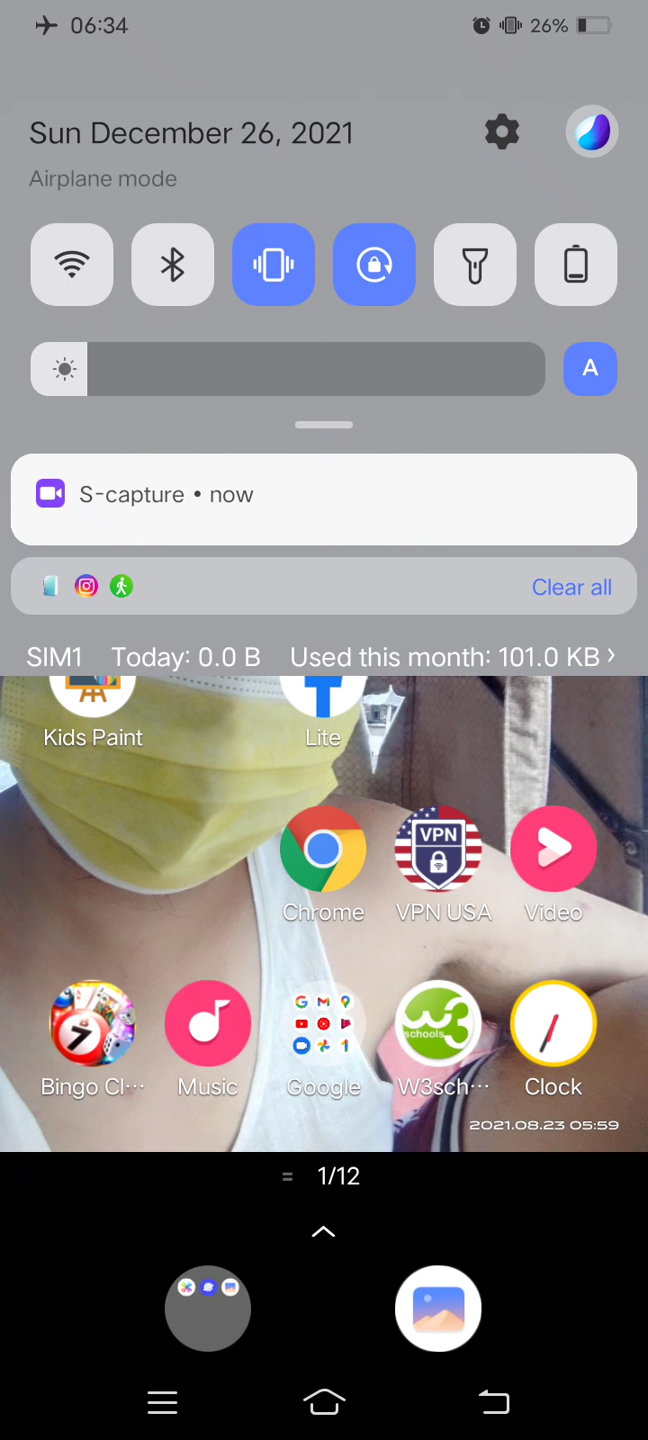 06:34 26%
Sun December 26, 2021
Airplane mode
A
S-capture • now
Clear all
SIM1 Today: 0.0 B Used this month: 101.0 KB ›
Kids Paint Lite
VPN
Chrome VPN USA Video
7 w3 schools
Bingo Cl··· Music Google W3sch··· Clock
2021.08.23 05:59
1/12